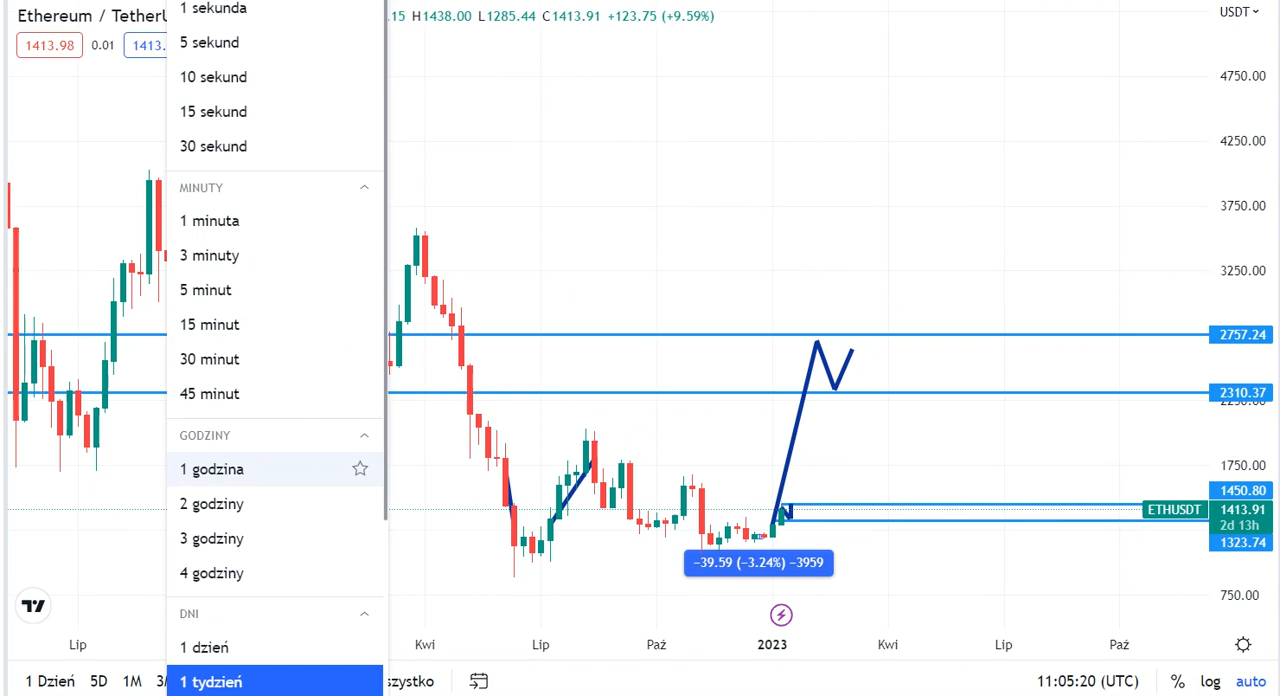 Ethereum / Tether
.15 H1438.00 L1285.44 C1413.91 +123.75 (+9.59%)
USDT
1413.98 0.01 1413.
1 sekunda
5 sekund
10 sekund
15 sekund
30 sekund
MINUTY
1 minuta
3 minuty
5 minut
15 minut
30 minut
45 minut
GODZINY
1 godzina
2 godziny
3 godziny
4 godziny
DNI
1 dzień
1 tydzień
4750.00
4250.00
3750.00
3250.00
2757.24
2310.37
1750.00
1450.80
ETHUSDT 1413.91
2d 13h
1323.74
−39.59 (−3.24%) −3959
750.00
Lip Kwi Lip Paź 2023 Kwi Lip Paź
1 Dzień 5D 1M 3 szystko 11:05:20 (UTC) % log auto